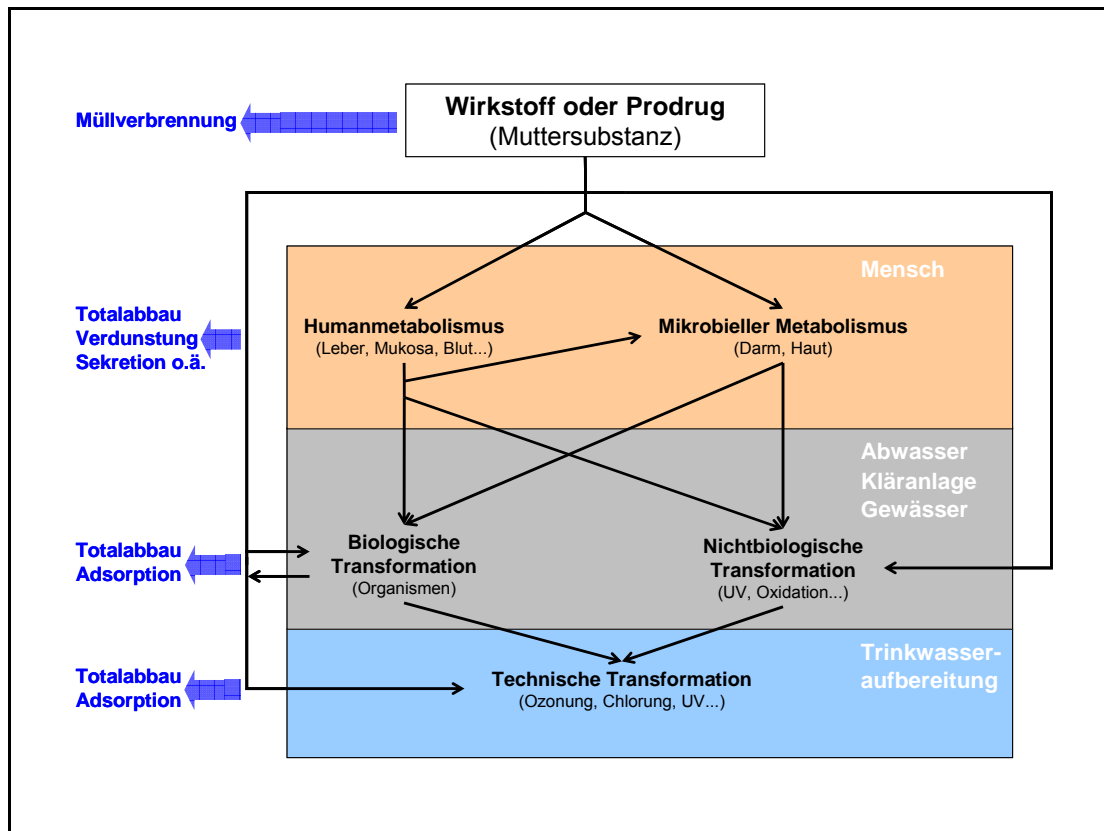 Wirkstoff oder Prodrug
(Muttersubstanz)
Müllverbrennung
Mensch
Totalabbau
Verdunstung
Sekretion o.ä.
Humanmetabolismus
(Leber, Mukosa, Blut...)
Mikrobieller Metabolismus
(Darm, Haut)
Abwasser
Kläranlage
Gewässer
Totalabbau
Adsorption
Biologische
Transformation
(Organismen)
Nichtbiologische
Transformation
(UV, Oxidation...)
Trinkwasser-
aufbereitung
Totalabbau
Adsorption
Technische Transformation
(Ozonung, Chlorung, UV...)